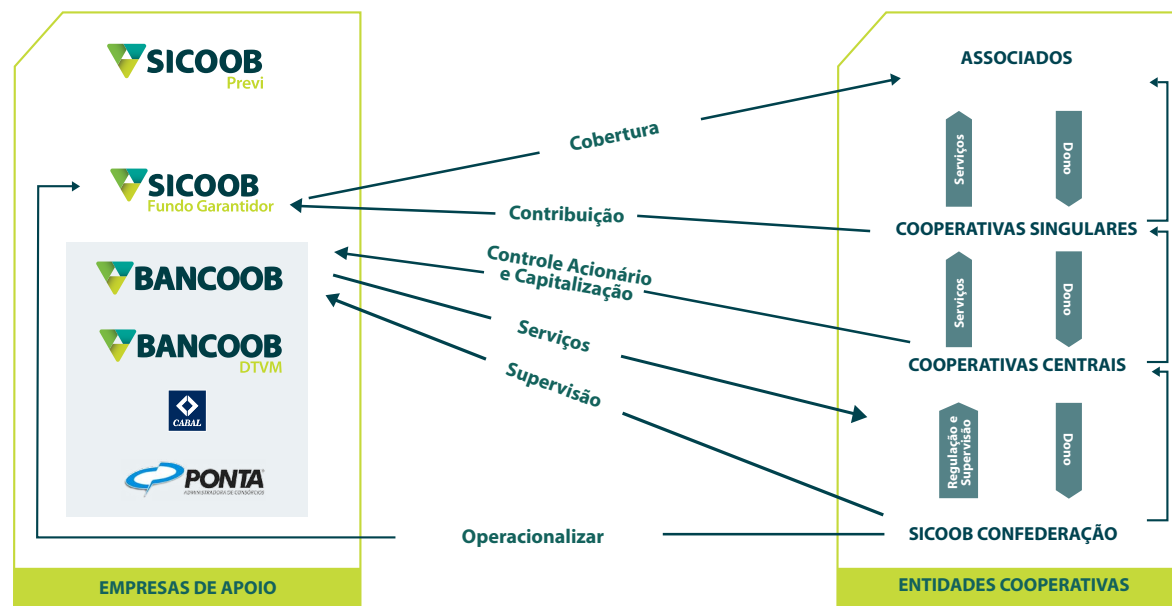 SICOOB
Previ
SICOOB
Fundo Garantidor
BANCOOB
BANCOOB
DTVM
CABAL
PONTA
ADMINISTRADORA DE CONSÓRCIOS
EMPRESAS DE APOIO
Cobertura
Contribuição
Controle Acionário
e Capitalização
Serviços
Supervisão
Operacionalizar
ASSOCIADOS
Serviços
Dono
COOPERATIVAS SINGULARES
Serviços
Dono
COOPERATIVAS CENTRAIS
Regulação e
Supervisão
Dono
SICOOB CONFEDERAÇÃO
ENTIDADES COOPERATIVAS